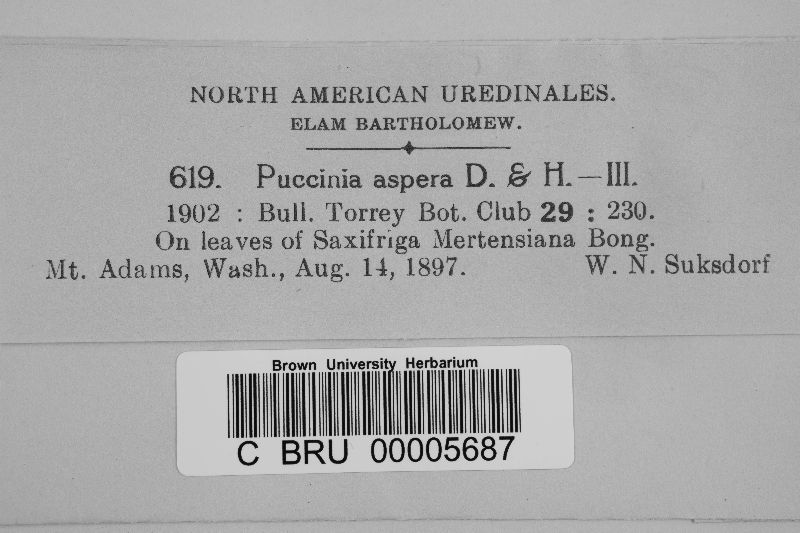 NORTH AMERICAN UREDINALES.
ELAM BARTHOLOMEW.
619. Puccinia aspera D. & H.—III.
1902 : Bull. Torrey Bot. Club 29 : 230.
On leaves of Saxifriga Mertensiana Bong.
Mt. Adams, Wash., Aug. 14, 1897. W. N. Suksdorf
Brown University Herbarium
C BRU 00005687